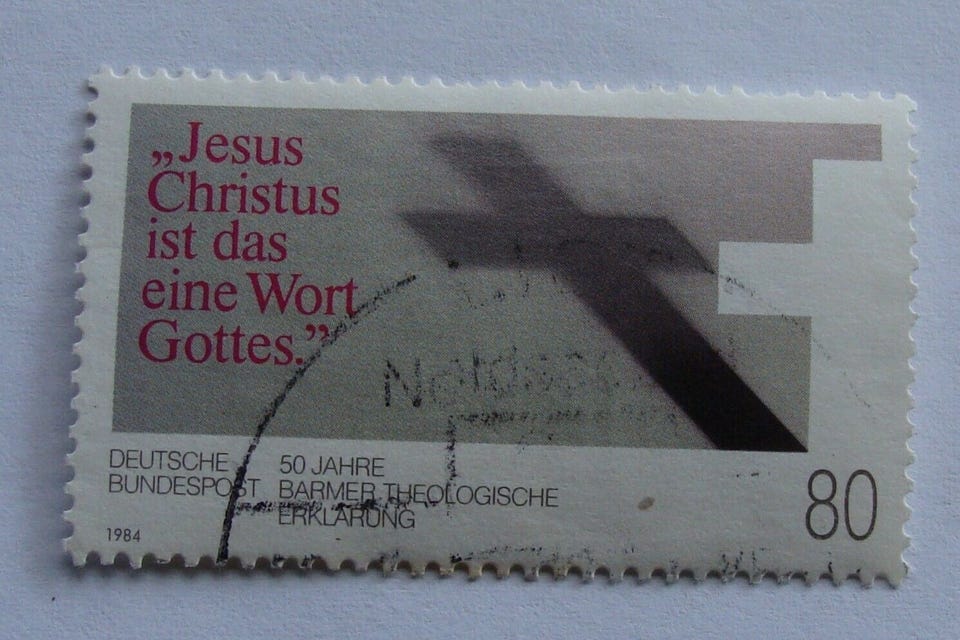 „Jesus
Christus
ist das
eine Wort
Gottes.”
DEUTSCHE
BUNDESPOST
50 JAHRE
BARMER THEOLOGISCHE
ERKLÄRUNG
1984
80